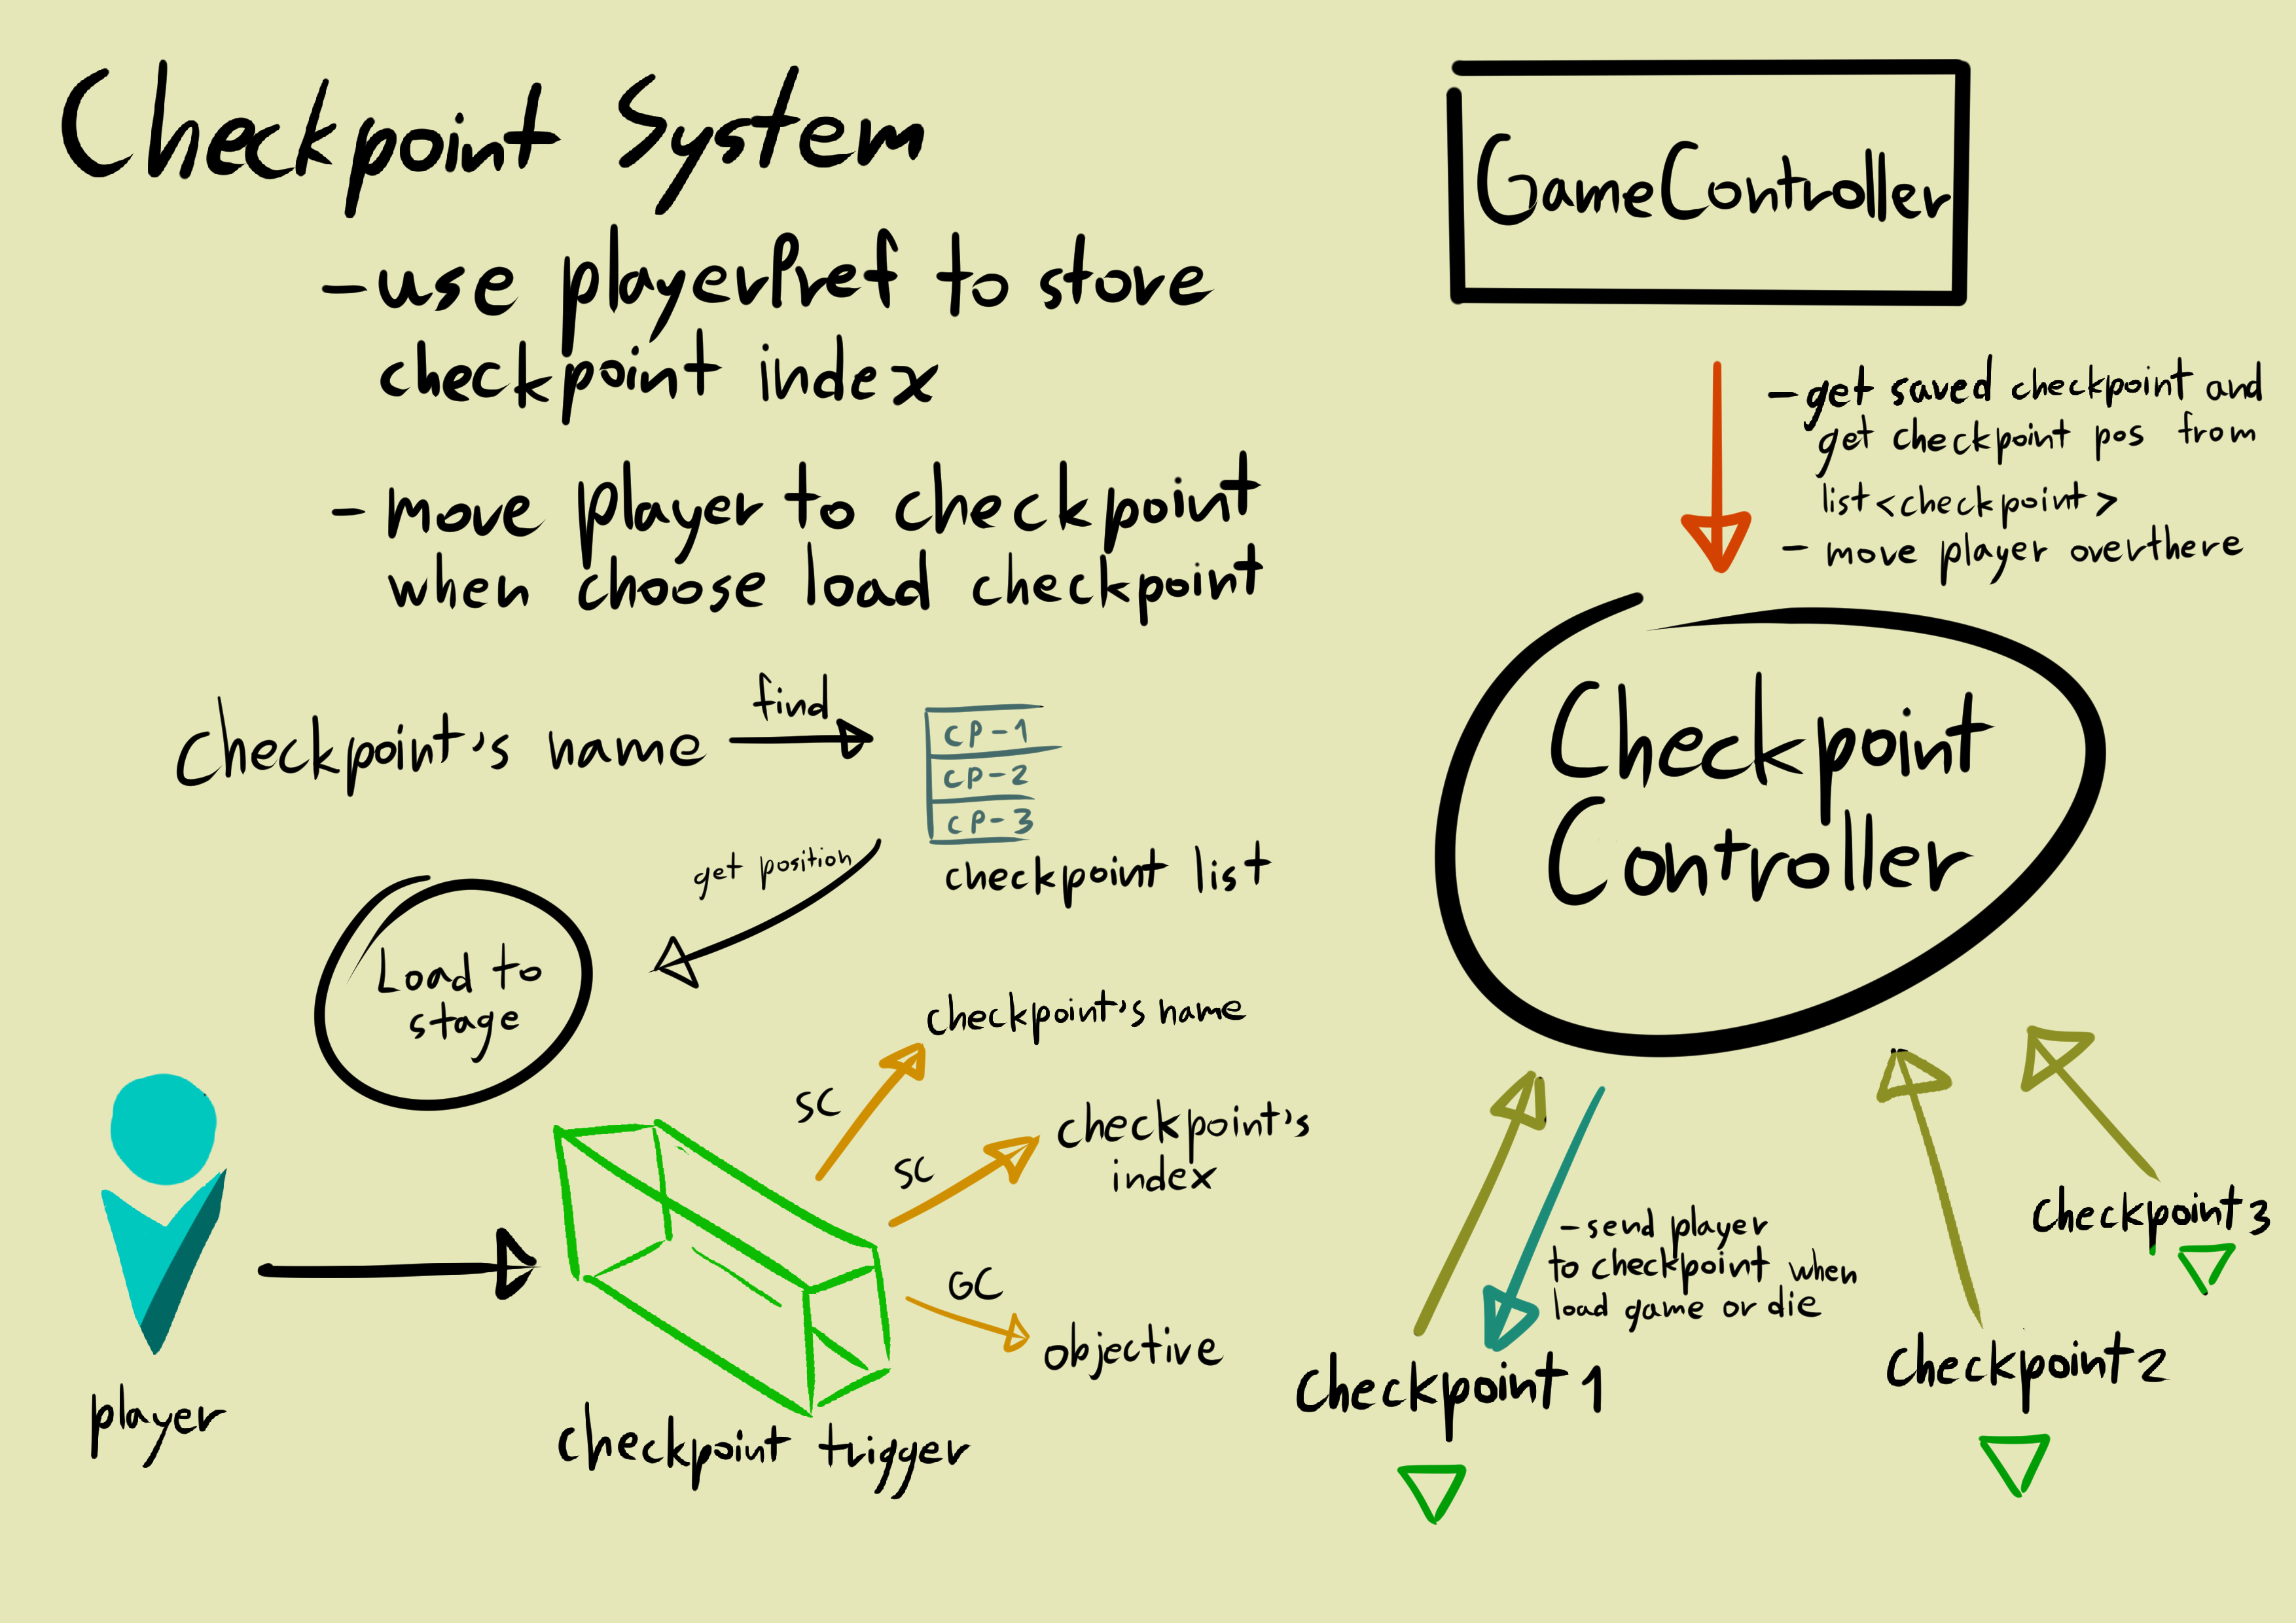 Checkpoint System
-use playerPref to store
checkpoint index
- move player to checkpoint
when choose load checkpoint
checkpoint's name
find
CP-1
CP-2
CP-3
checkpoint list
get position
Load to
stage
player
checkpoint trigger
SC
checkpoint's name
SC
checkpoint's
index
GC
objective
GameController
-get saved checkpoint and
get checkpoint pos from
list<checkpoint>
- move player overthere
Checkpoint
Controller
-send player
to checkpoint when
load game or die
checkpoint 1
checkpoint 2
checkpoint 3